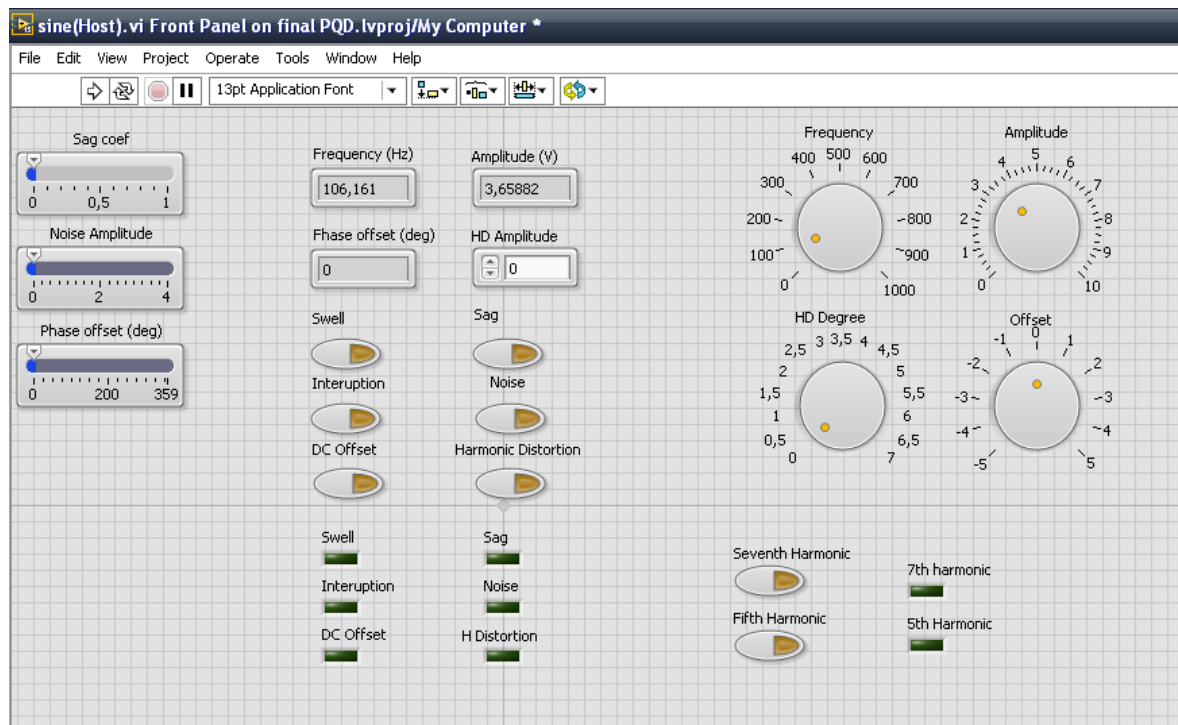 sine(Host).vi Front Panel on final PQD.lvproj/My Computer *
File Edit View Project Operate Tools Window Help
13pt Application Font
Sag coef
0 0,5 1
Noise Amplitude
0 2 4
Phase offset (deg)
0 200 359
Frequency (Hz)
106,161
Amplitude (V)
3,65882
Fhase offset (deg)
0
HD Amplitude
0
Swell
Sag
Interuption
Noise
DC Offset
Harmonic Distortion
Swell
Sag
Interuption
Noise
DC Offset
H Distortion
Frequency
0 100 200 300 400 500 600 700 800 900 1000
Amplitude
0 1 2 3 4 5 6 7 8 9 10
HD Degree
0 0,5 1 1,5 2 2,5 3 3,5 4 4,5 5 5,5 6 6,5 7
Offset
-5 -4 -3 -2 -1 0 1 2 3 4 5
Seventh Harmonic
7th harmonic
Fifth Harmonic
5th Harmonic